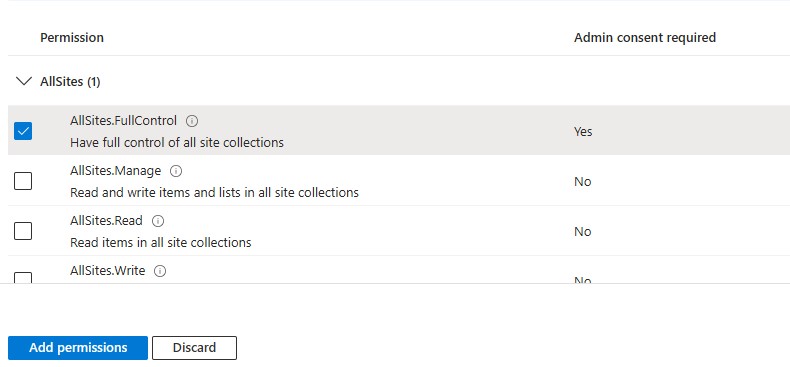 Permission Admin consent required
AllSites (1)
AllSites.FullControl
Have full control of all site collections
Yes
AllSites.Manage
Read and write items and lists in all site collections
No
AllSites.Read
Read items in all site collections
No
AllSites.Write
No
Add permissions Discard